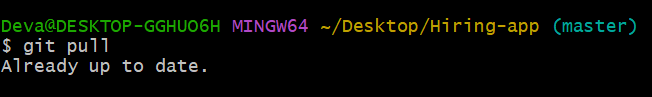 Deva@DESKTOP-GGHUO6H MINGW64 ~/Desktop/Hiring-app (master)
$ git pull
Already up to date.